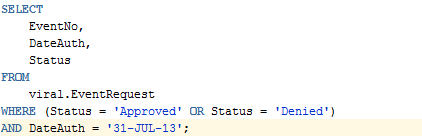 SELECT
    EventNo,
    DateAuth,
    Status
FROM
    viral.EventRequest
WHERE (Status = 'Approved' OR Status = 'Denied')
AND DateAuth = '31-JUL-13';